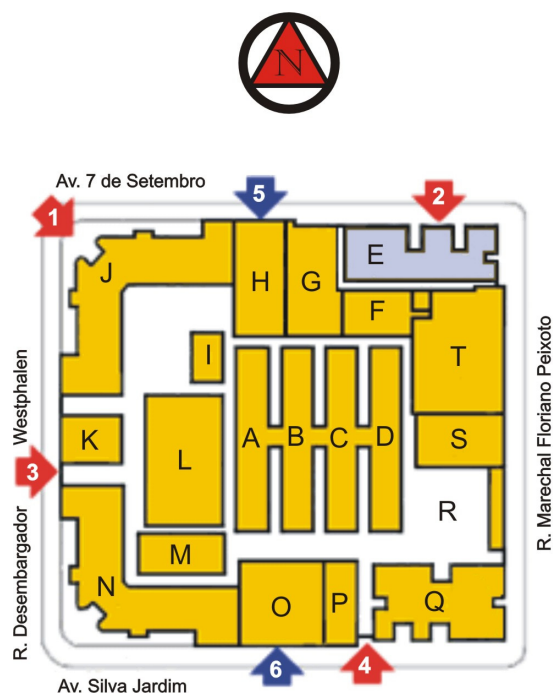 N
Av. 7 de Setembro
1
5
2
J
H
G
E
F
I
T
A
B
C
D
K
L
S
3
R
M
N
O
P
Q
6
4
R. Desembargador Westphalen
R. Marechal Floriano Peixoto
Av. Silva Jardim